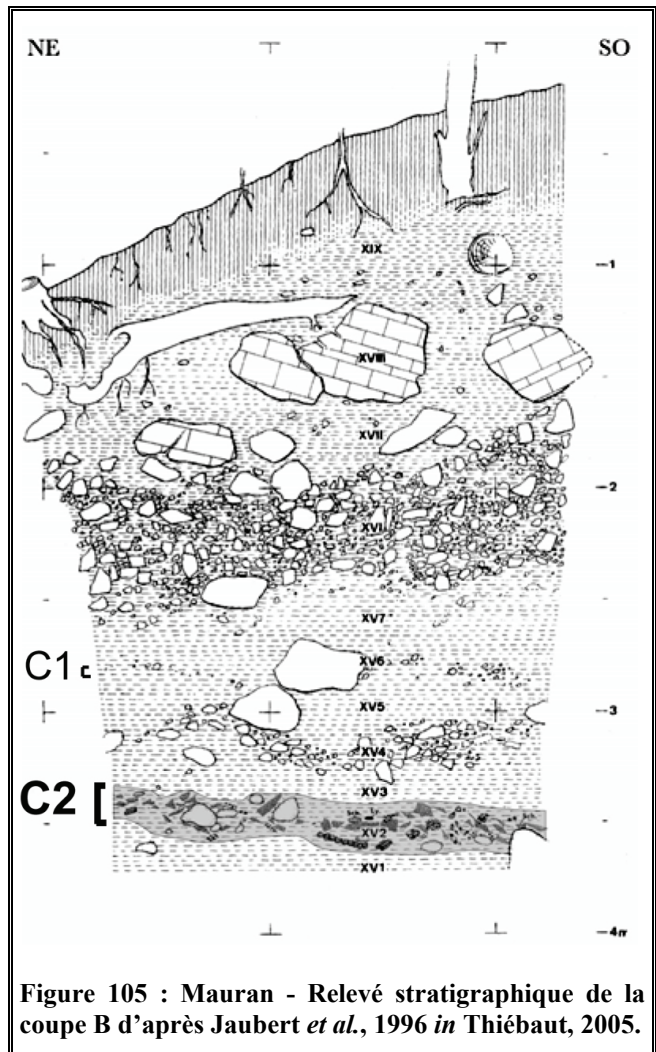 NE SO
XIX
1
XVIII
XVII
2
XVI
XV7
C1
XV6
XV5
3
XV4
XV3
C2
XV2
XV1
4m
Figure 105 : Mauran - Relevé stratigraphique de la
coupe B d'après Jaubert et al., 1996 in Thiébaut, 2005.